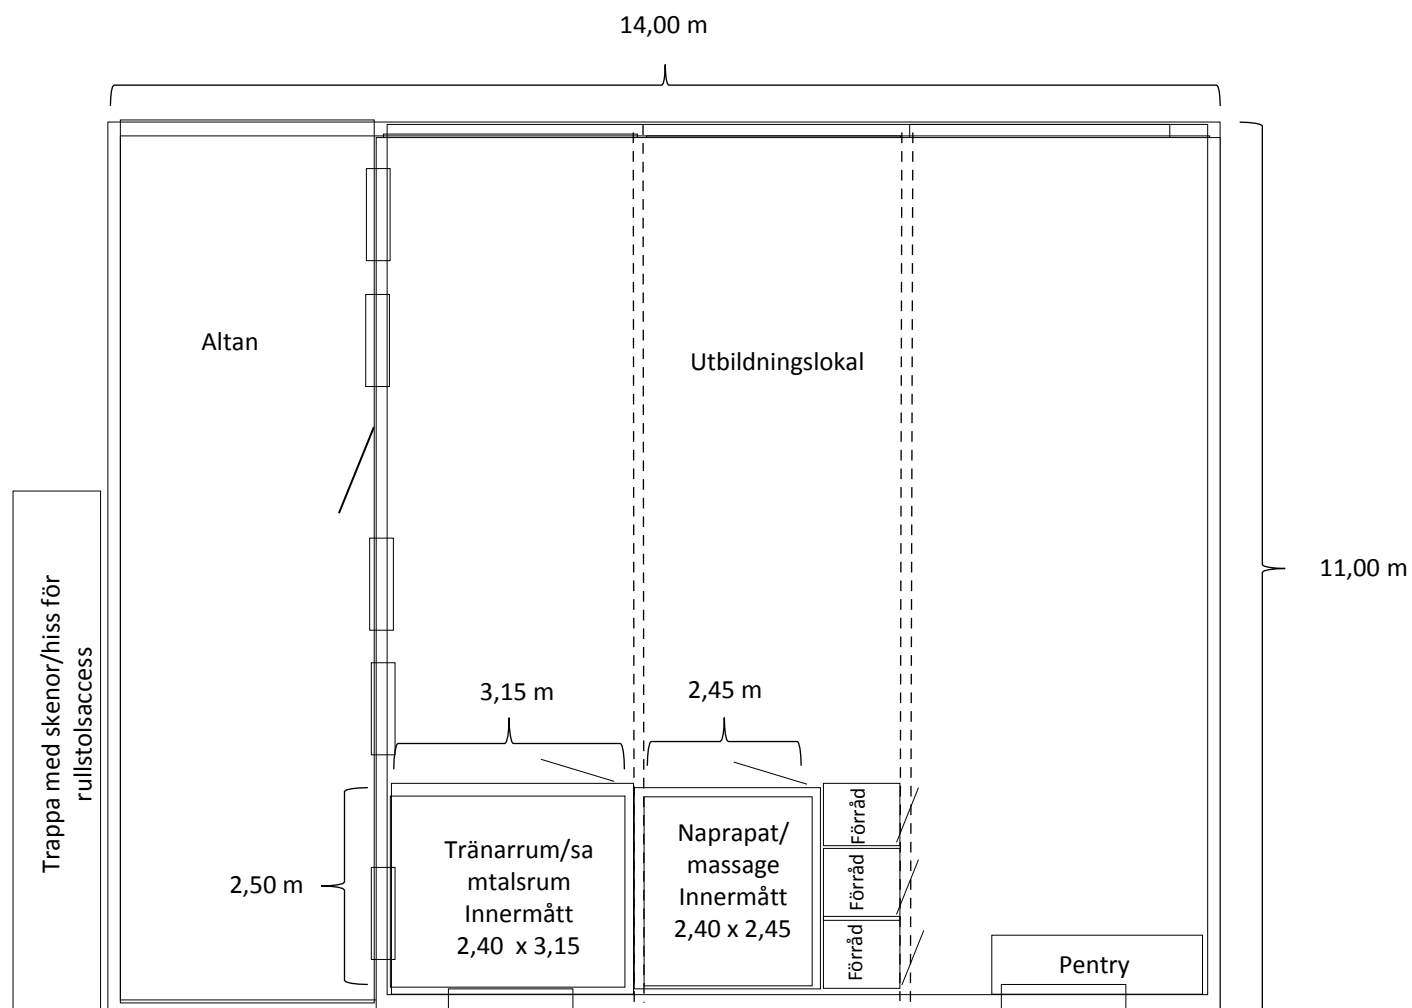 14,00 m
Altan
Utbildningslokal
11,00 m
Trappa med skenor/hiss för
rullstolsaccess
3,15 m
2,45 m
2,50 m
Tränarrum/sa
mtalsrum
Innermått
2,40  x 3,15
Naprapat/
massage
Innermått
2,40 x 2,45
Förråd
Förråd
Förråd
Pentry